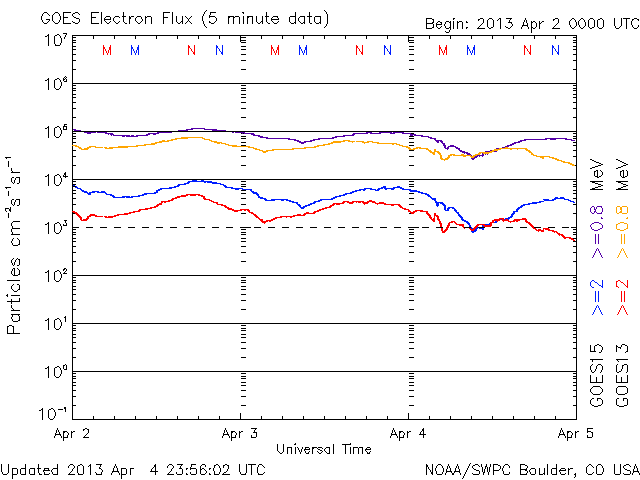 GOES Electron Flux (5 minute data)
Begin: 2013 Apr 2 0000 UTC
M M N N M M N N M M N N
10⁷
10⁶
10⁵
10⁴
10³
10²
10¹
10⁰
10⁻¹
Particles cm⁻²s⁻¹sr⁻¹
Apr 2 Apr 3 Apr 4 Apr 5
Universal Time
GOES15 >=2 >=0.8 MeV
GOES13 >=2 >=0.8 MeV
Updated 2013 Apr 4 23:56:02 UTC
NOAA/SWPC Boulder, CO USA